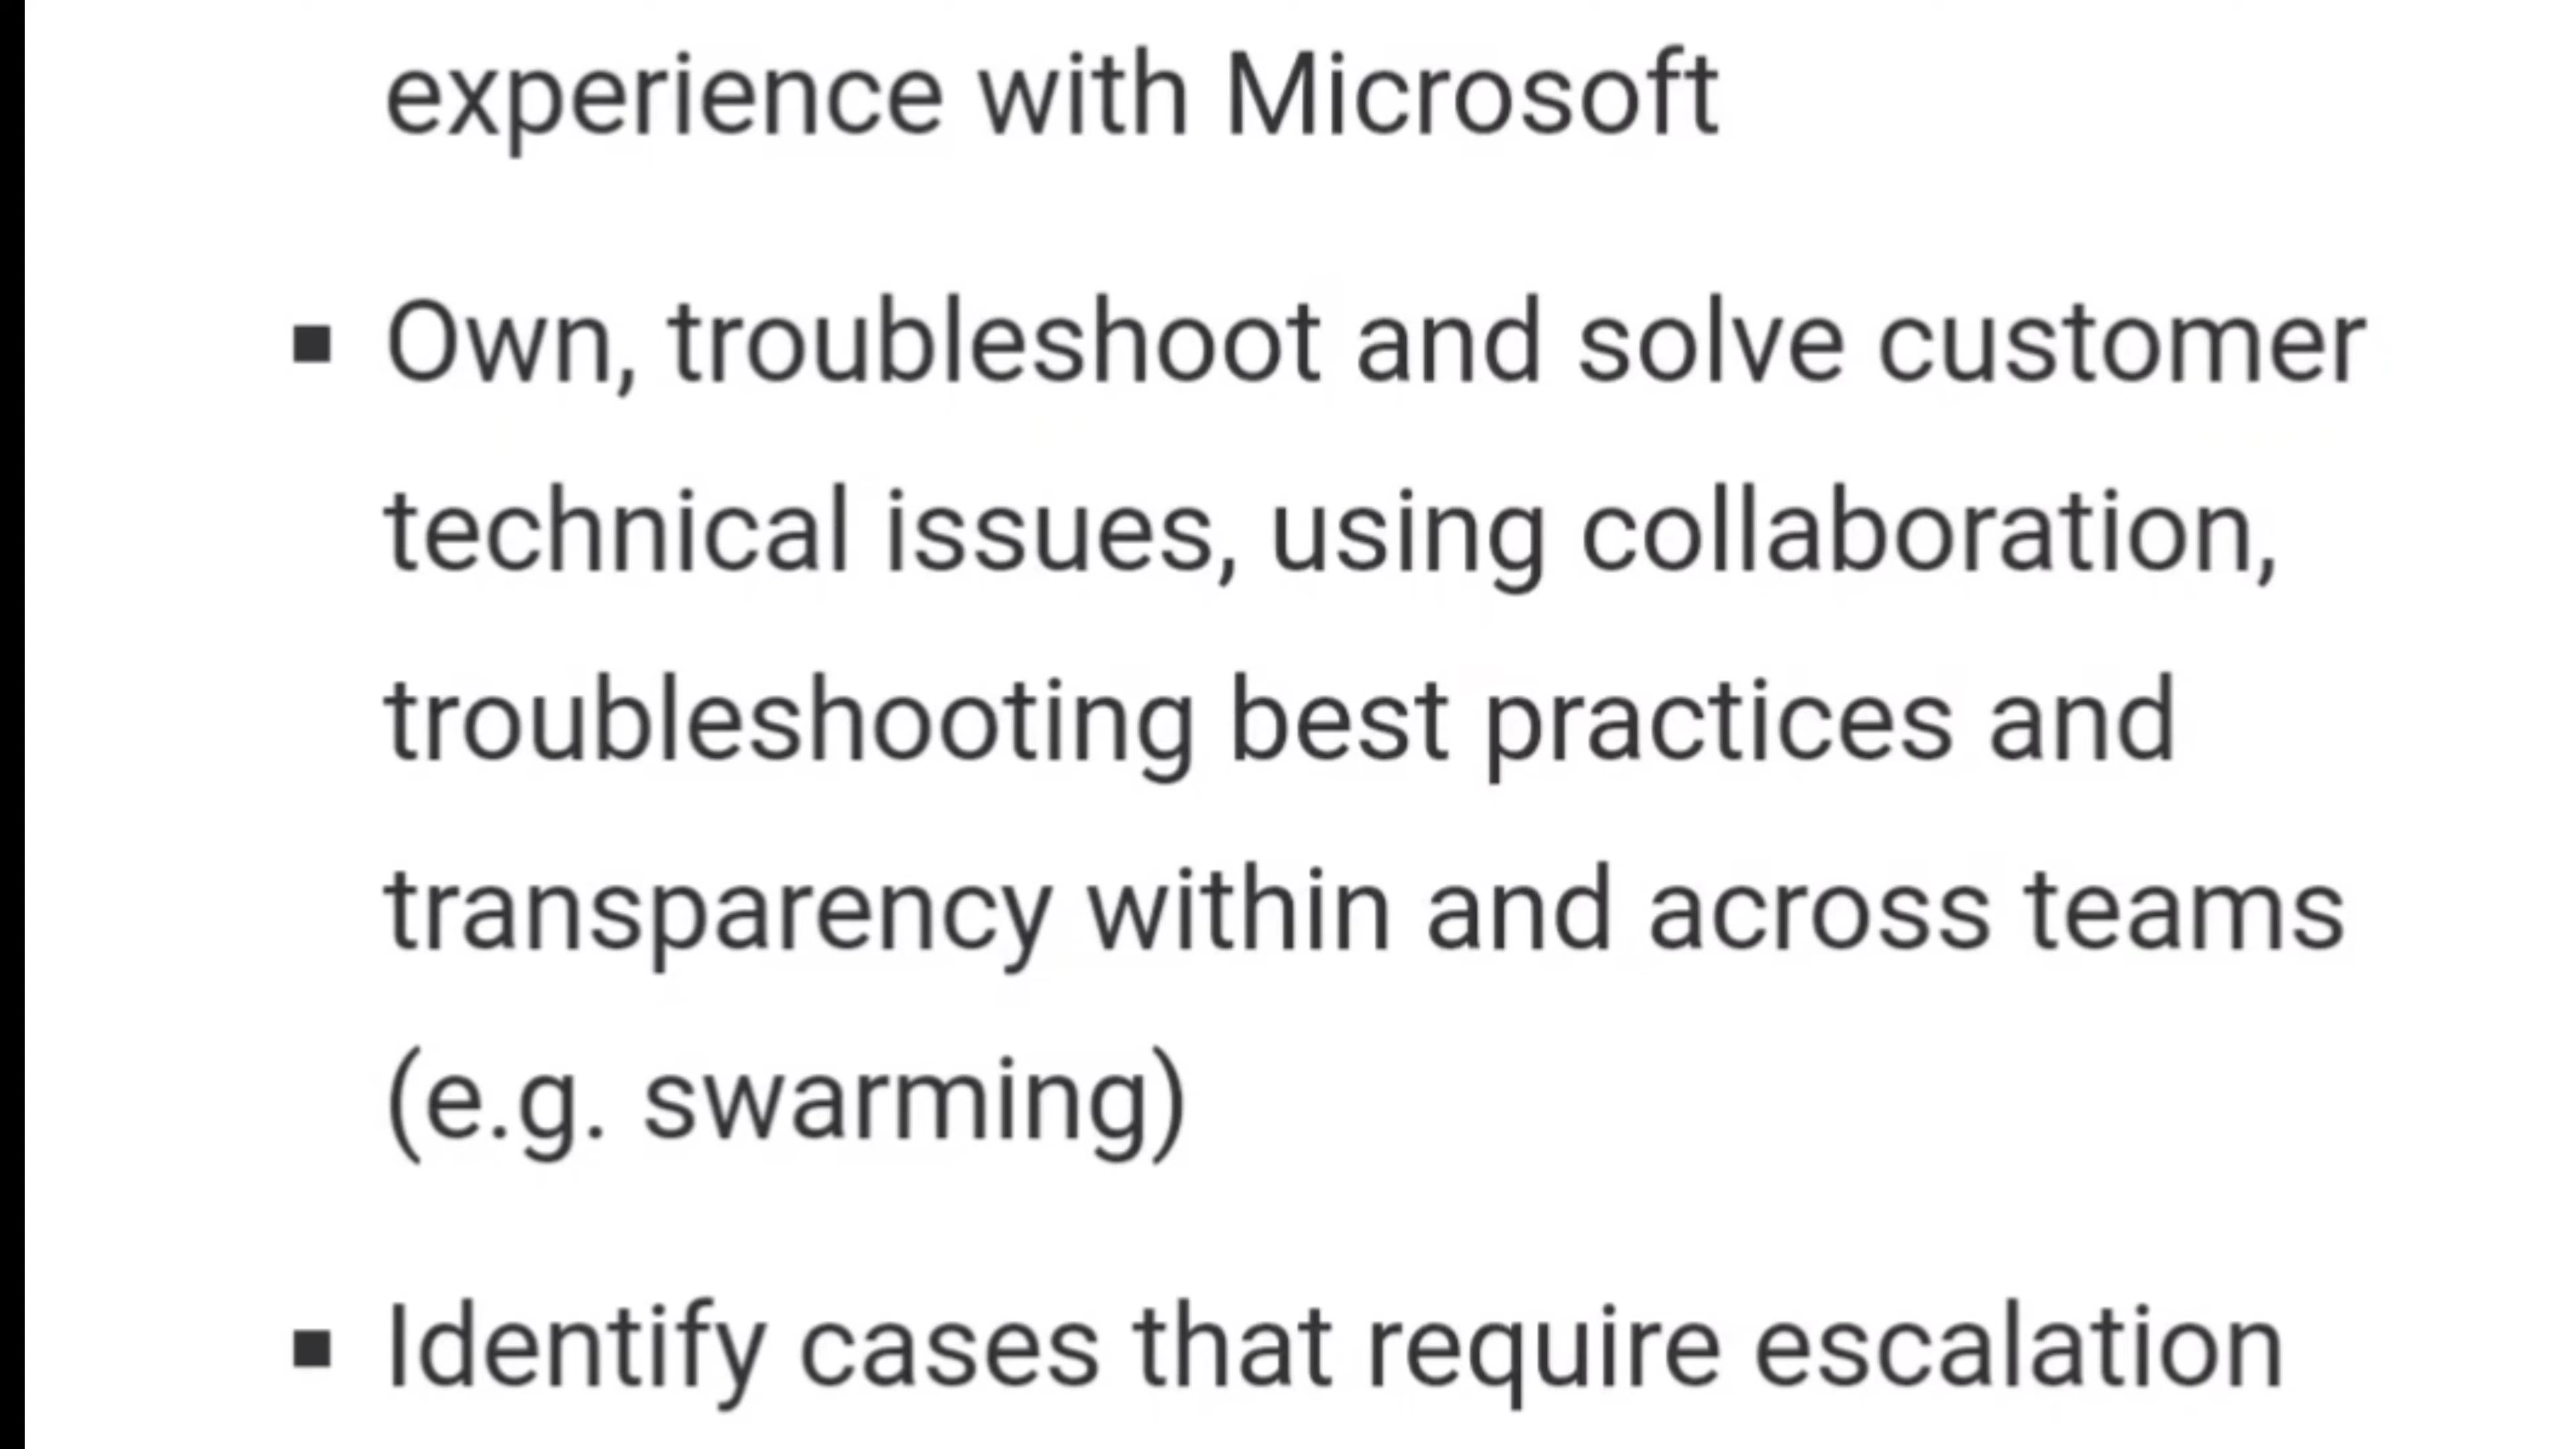 experience with Microsoft
▪ Own, troubleshoot and solve customer
technical issues, using collaboration,
troubleshooting best practices and
transparency within and across teams
(e.g. swarming)
▪ Identify cases that require escalation